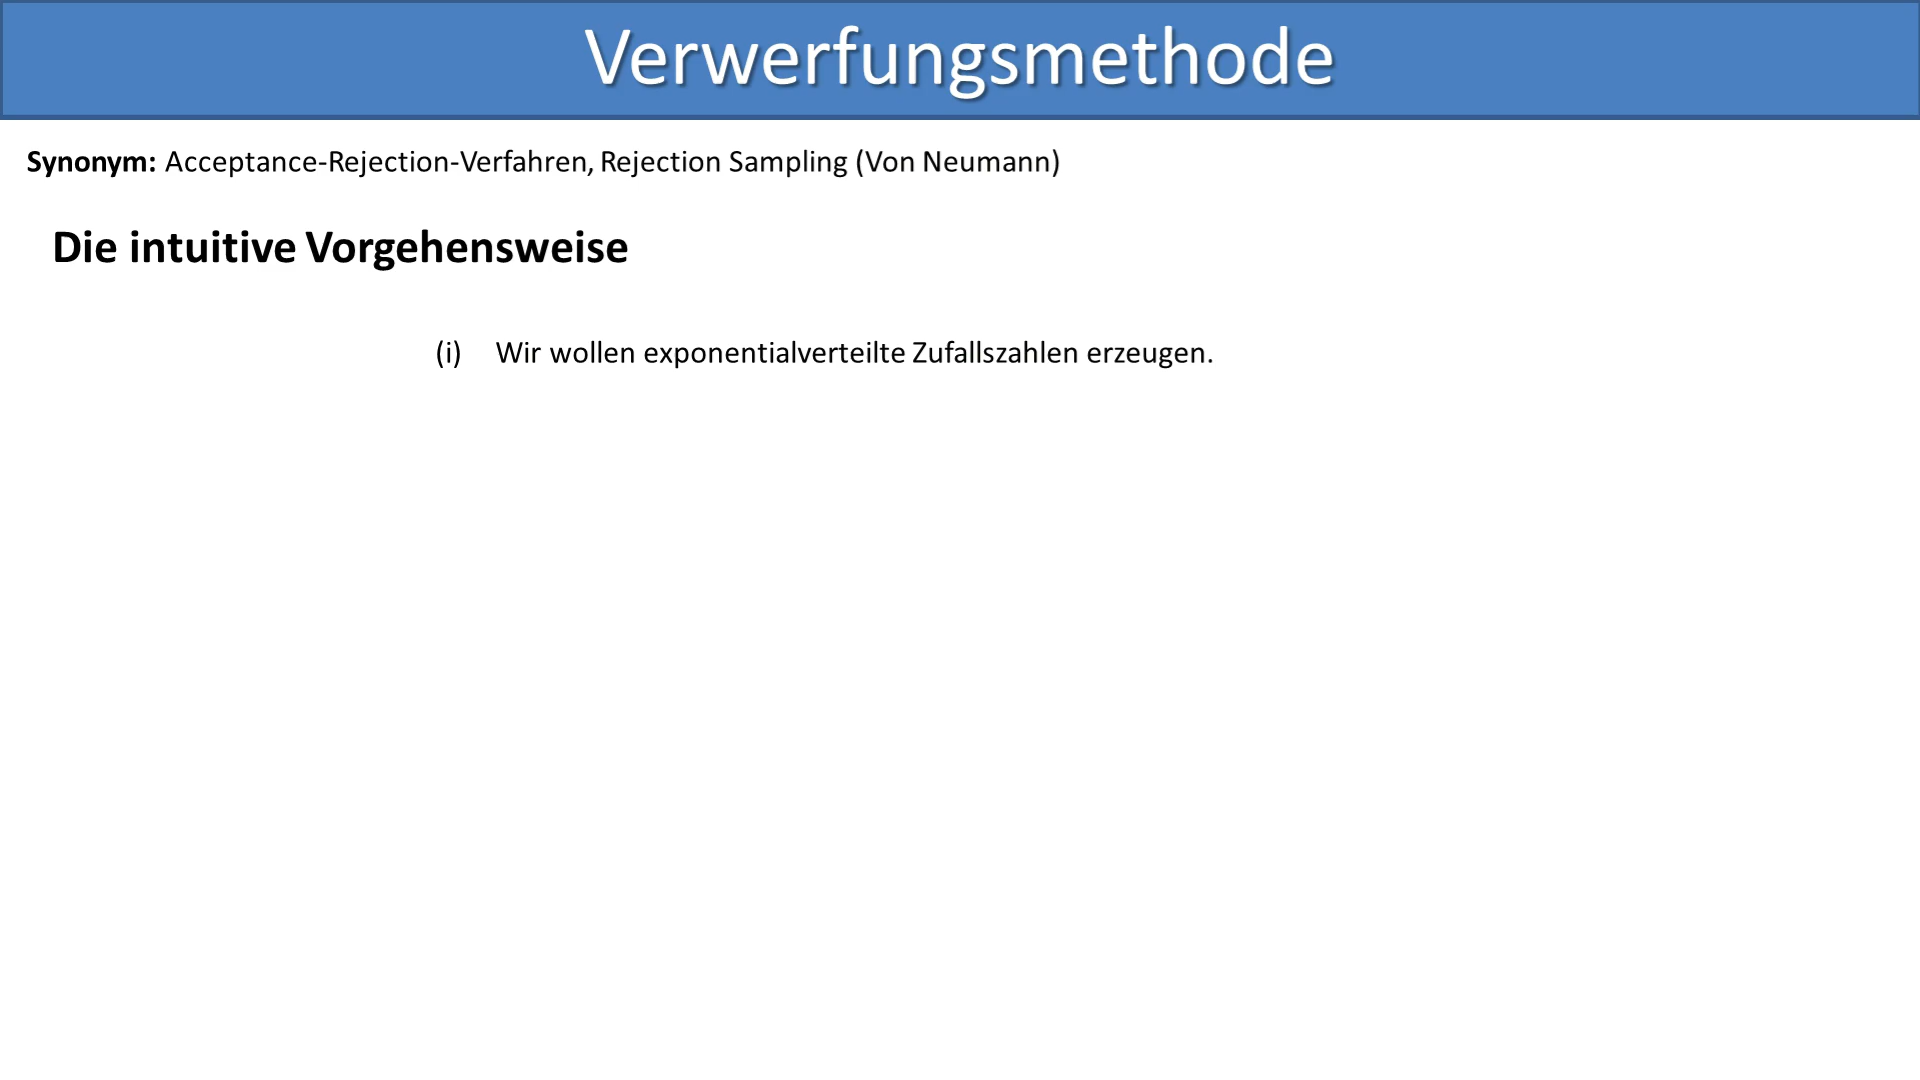 Verwerfungsmethode
Synonym: Acceptance-Rejection-Verfahren, Rejection Sampling (Von Neumann)
Die intuitive Vorgehensweise
(i) Wir wollen exponentialverteilte Zufallszahlen erzeugen.